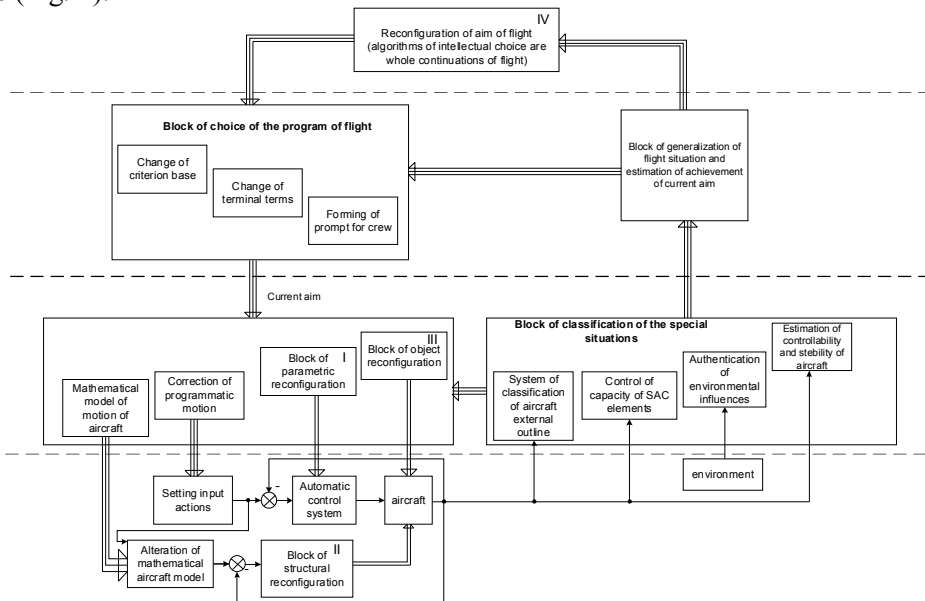 IV
Reconfiguration of aim of flight
(algorithms of intellectual choice are
whole continuations of flight)
Block of choice of the program of flight
Change of
criterion base
Change of
terminal terms
Forming of
prompt for crew
Block of generalization of
flight situation and
estimation of achievement
of current aim
Current aim
III
Block of object
reconfiguration
I
Block of
parametric
reconfiguration
Correction of
programmatic
motion
Mathematical
model of
motion of
aircraft
Block of classification of the special
situations
System of
classification
of aircraft
external
outline
Control of
capacity of SAC
elements
Authentication
of
environmental
influences
Estimation of
controllability
and stebility of
aircraft
environment
Setting input
actions
-
Automatic
control
system
aircraft
Alteration of
mathematical
aircraft model
-
II
Block of
structural
reconfiguration